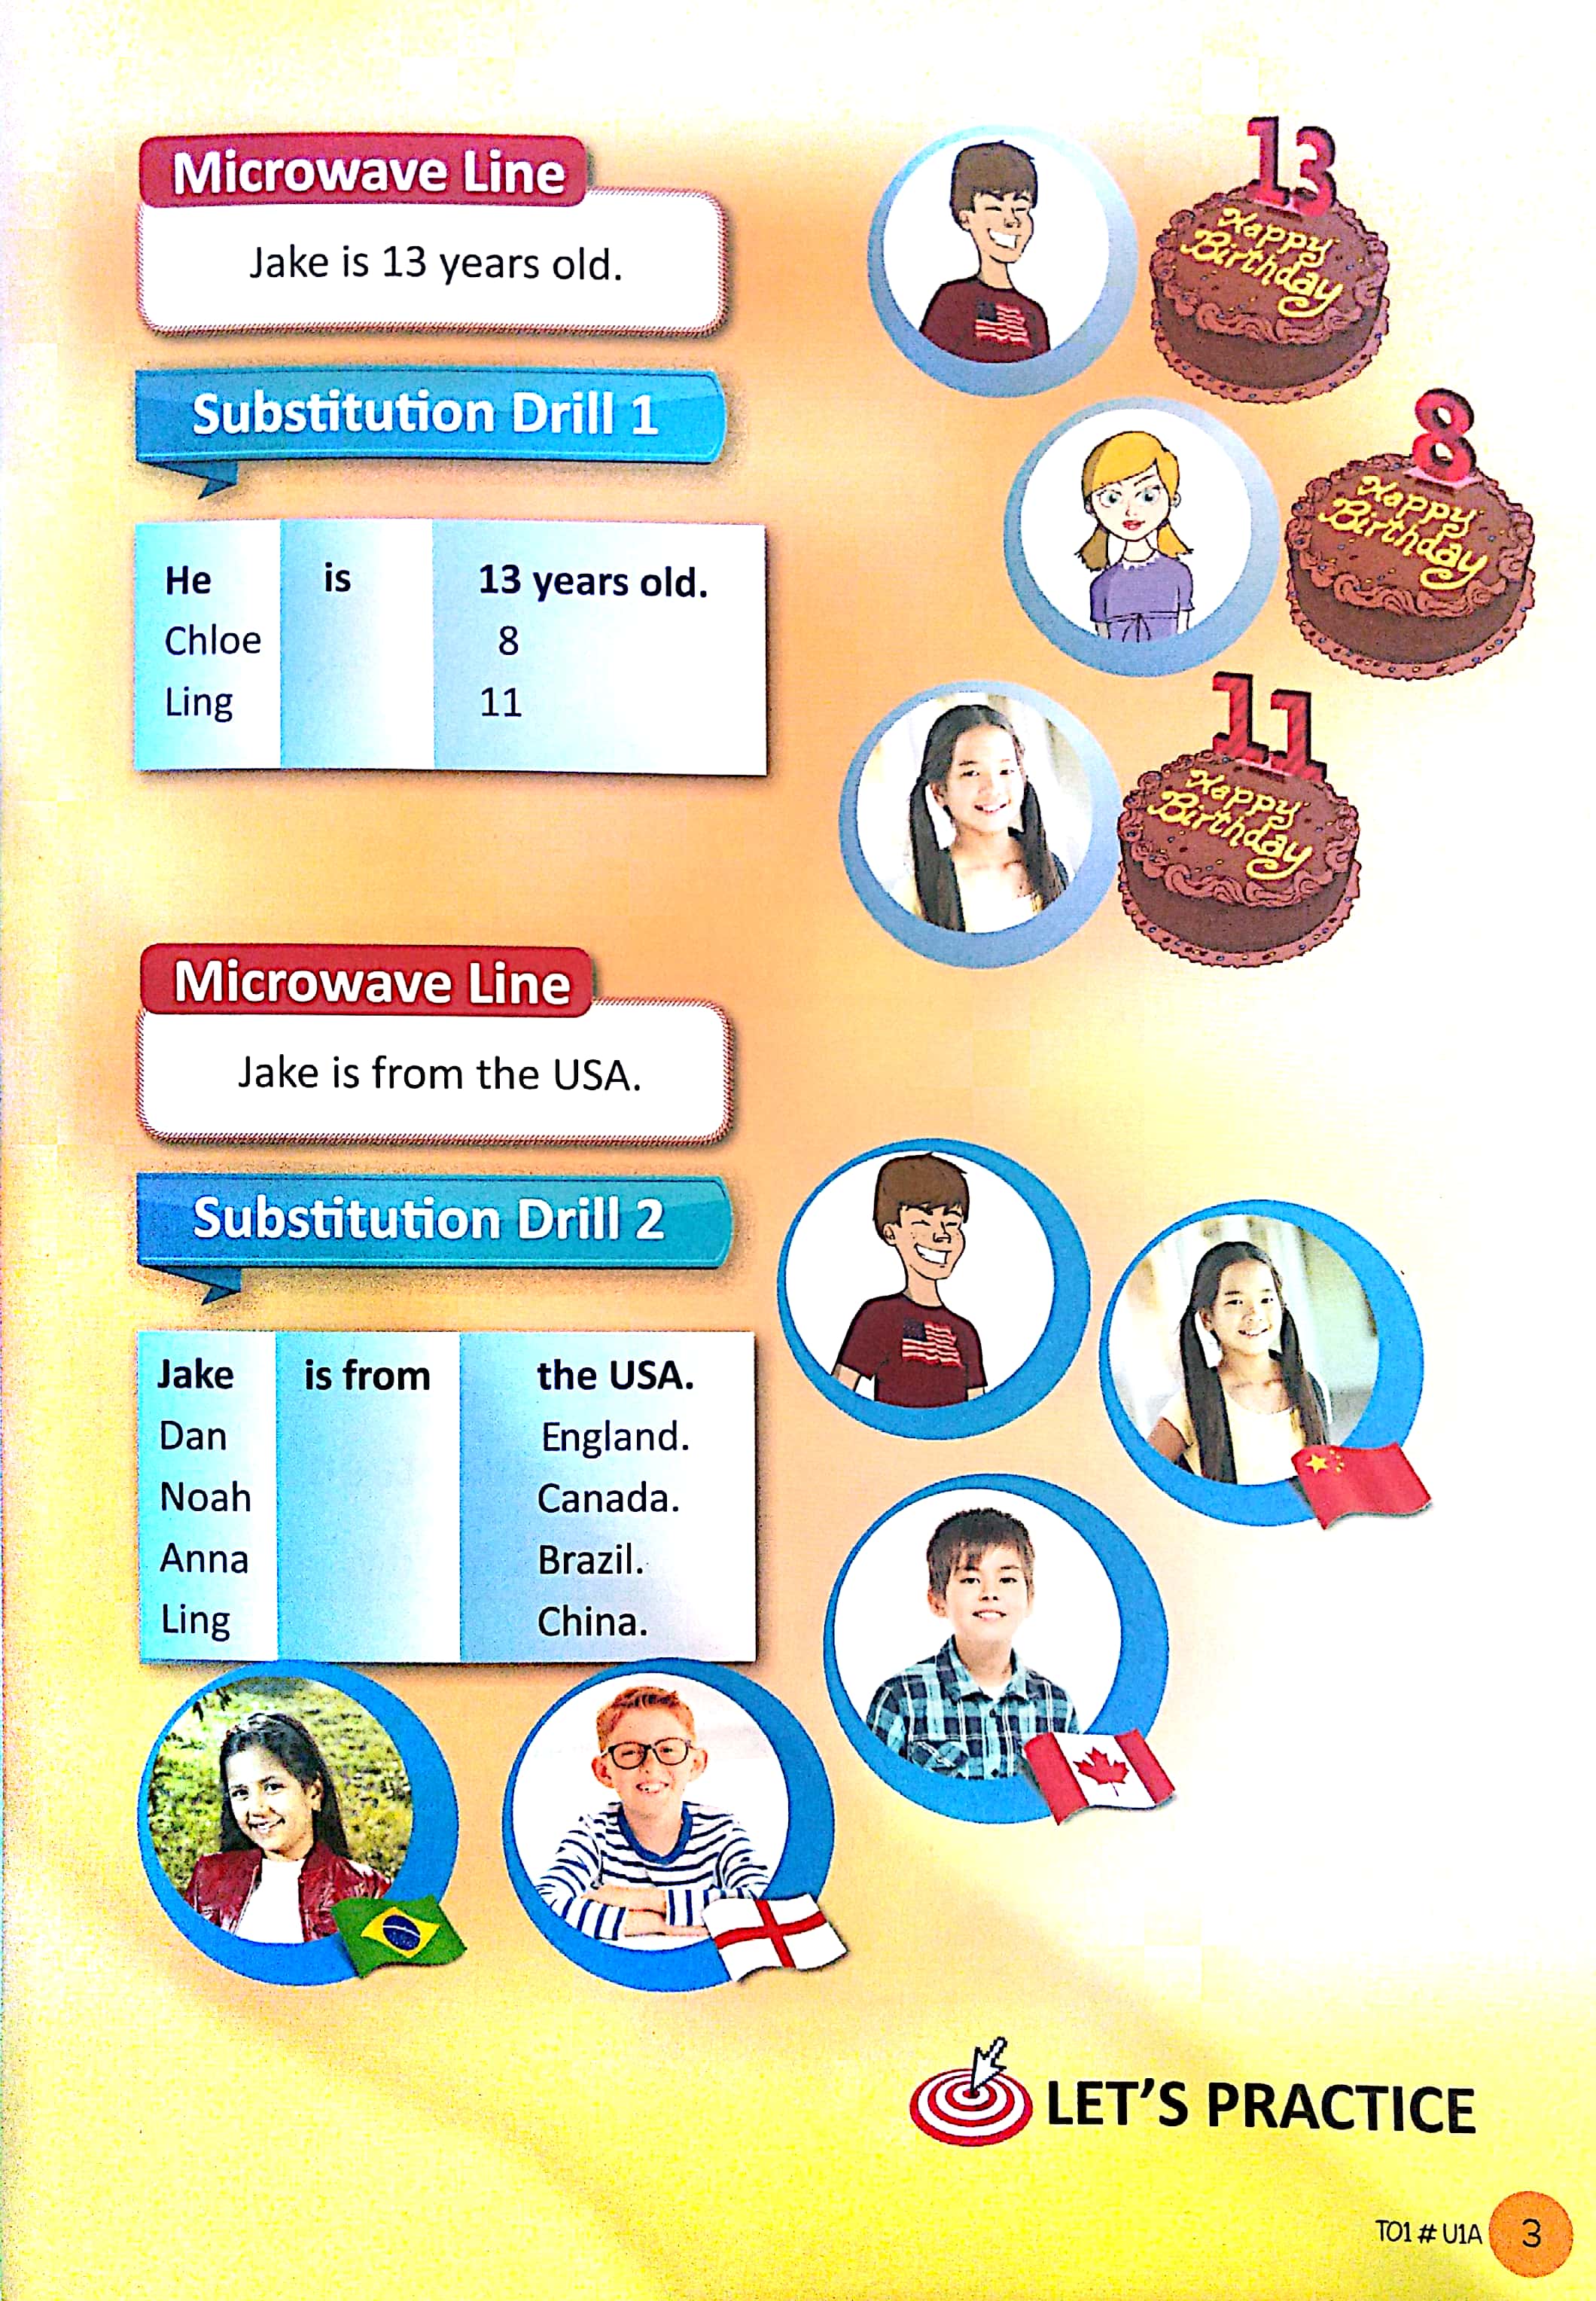 Microwave Line
Jake is 13 years old.
Substitution Drill 1
He is 13 years old.
Chloe 8
Ling 11
13
Happy Birthday
8
Happy Birthday
11
Happy Birthday
Microwave Line
Jake is from the USA.
Substitution Drill 2
Jake is from the USA.
Dan England.
Noah Canada.
Anna Brazil.
Ling China.
LET'S PRACTICE
TO1 # U1A 3